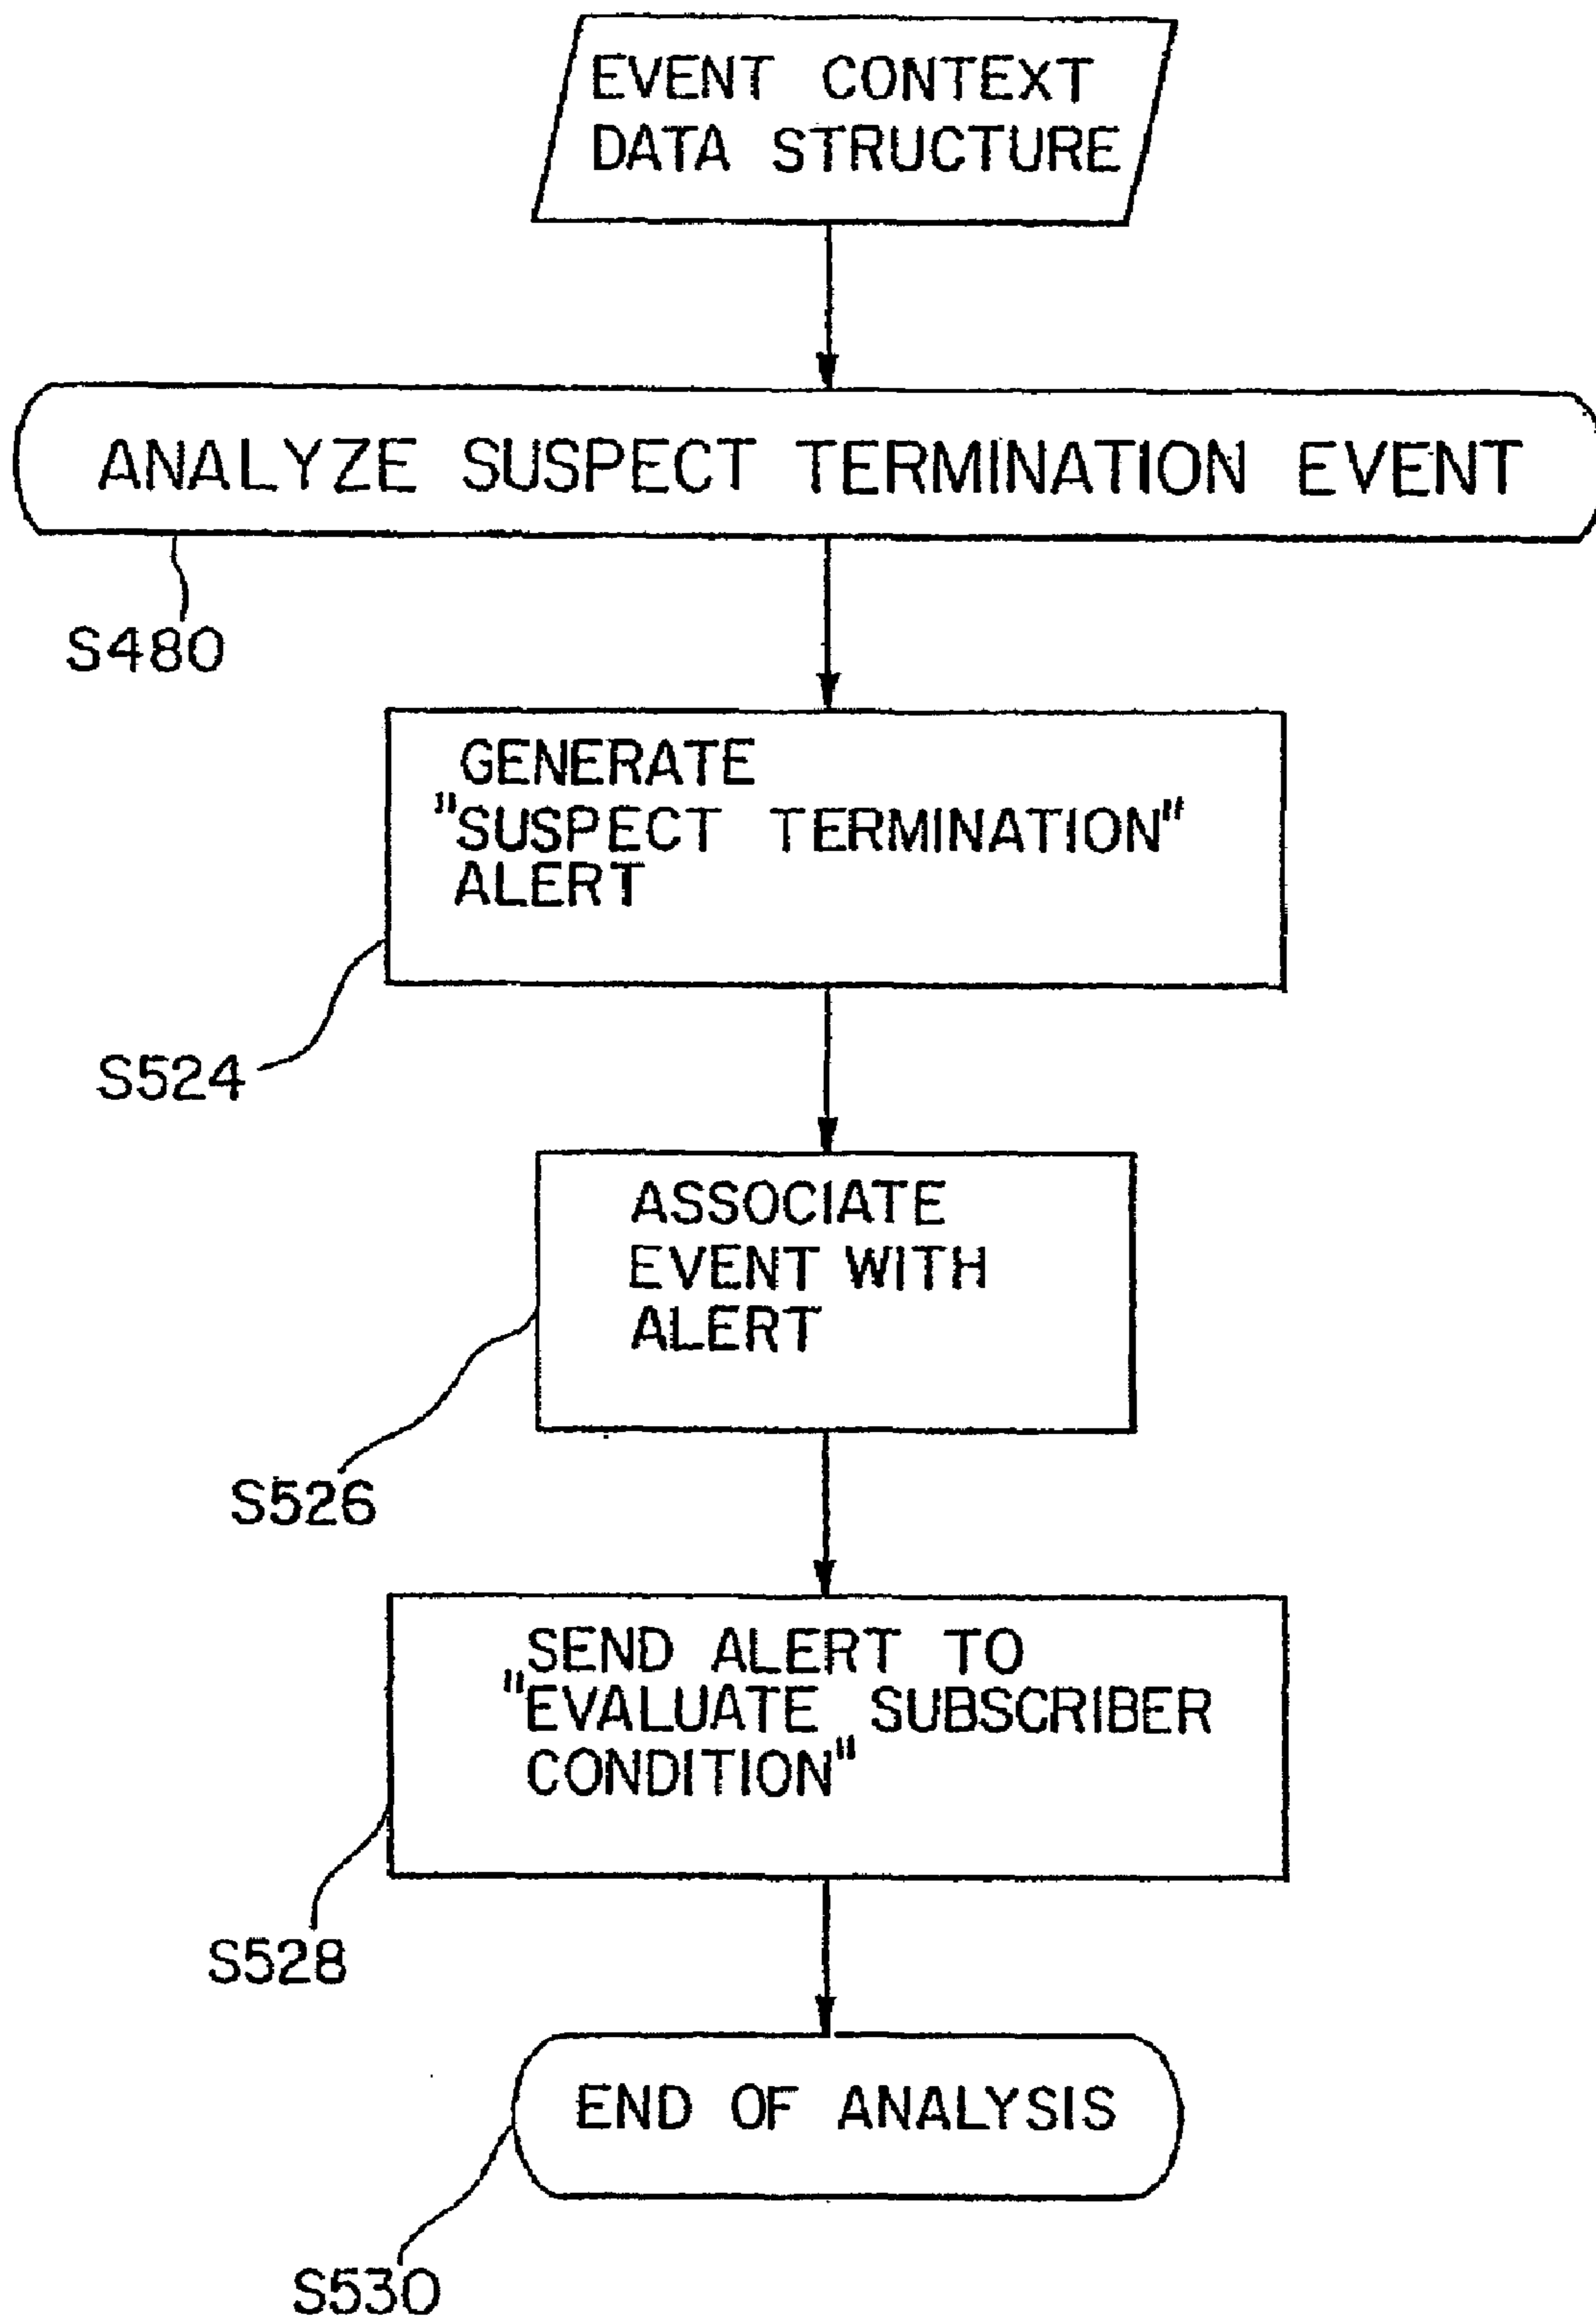 EVENT CONTEXT
DATA STRUCTURE
ANALYZE SUSPECT TERMINATION EVENT
S480
GENERATE
"SUSPECT TERMINATION"
ALERT
S524
ASSOCIATE
EVENT WITH
ALERT
S526
SEND ALERT TO
"EVALUATE SUBSCRIBER
CONDITION"
S528
END OF ANALYSIS
S530